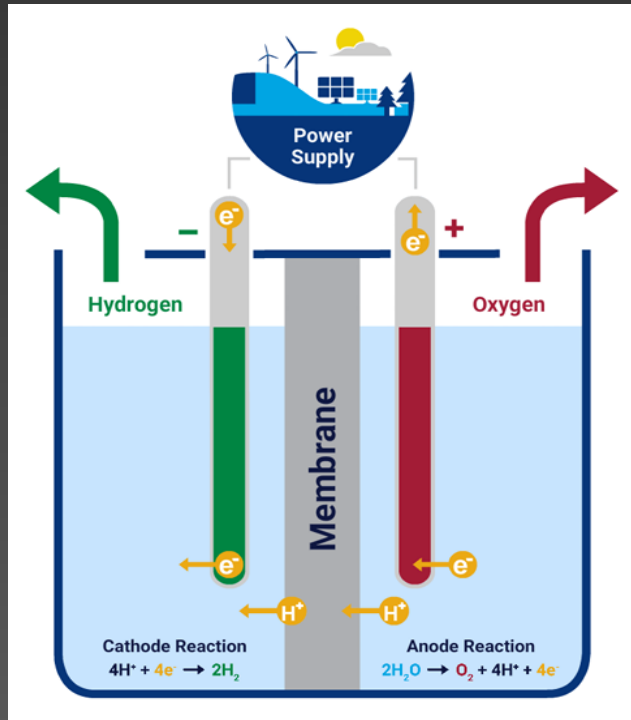 Power
Supply
e⁻
e⁻
−
+
Hydrogen
Oxygen
Membrane
e⁻
e⁻
H⁺
H⁺
Cathode Reaction
4H⁺ + 4e⁻ → 2H₂
Anode Reaction
2H₂O → O₂ + 4H⁺ + 4e⁻